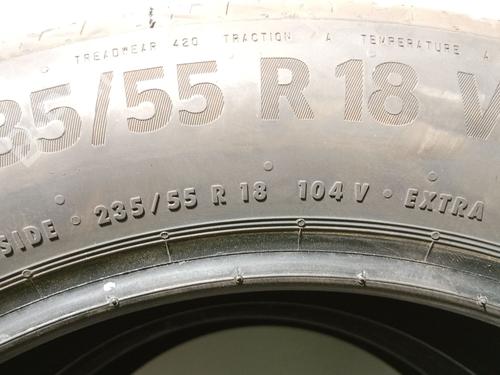 TREADWEAR 420 TRACTION A TEMPERATURE A
35/55 R 18 V
SIDE • 235/55 R 18 104 V • EXTRA